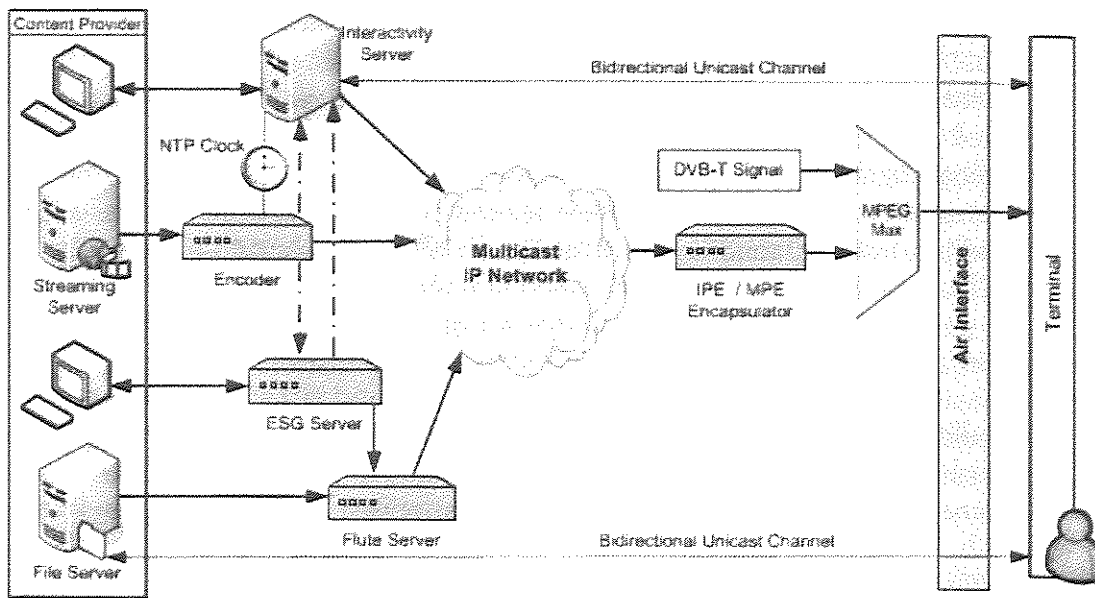 Content Provider
Interactivity
Server
Bidirectional Unicast Channel
NTP Clock
DVB-T Signal
MPEG
Max
Multicast
IP Network
Streaming
Server
Encoder
IPE / MPE
Encapsulator
Air Interface
Terminal
ESG Server
Flute Server
File Server
Bidirectional Unicast Channel